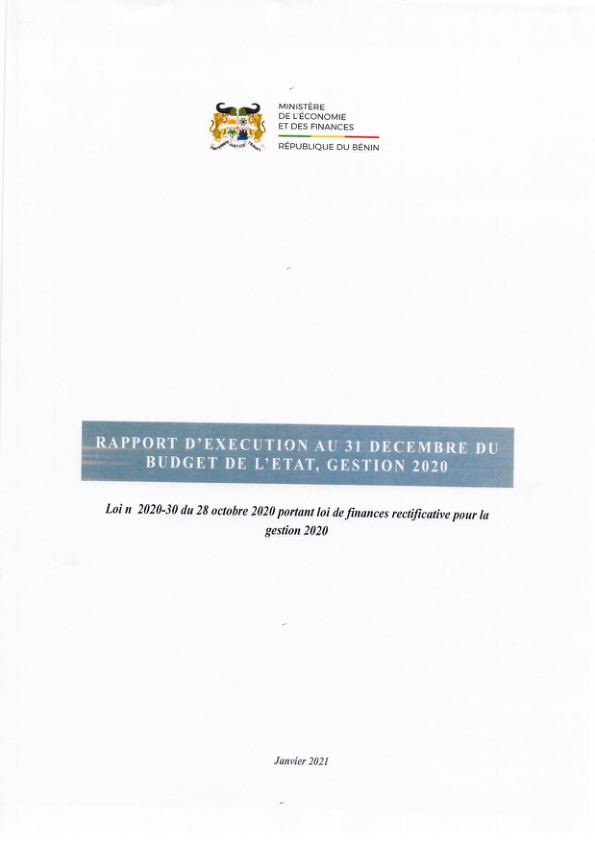 MINISTÈRE
DE L'ÉCONOMIE
ET DES FINANCES
RÉPUBLIQUE DU BÉNIN
RAPPORT D'EXECUTION AU 31 DECEMBRE DU
BUDGET DE L'ETAT, GESTION 2020
Loi n 2020-30 du 28 octobre 2020 portant loi de finances rectificative pour la
gestion 2020
Janvier 2021